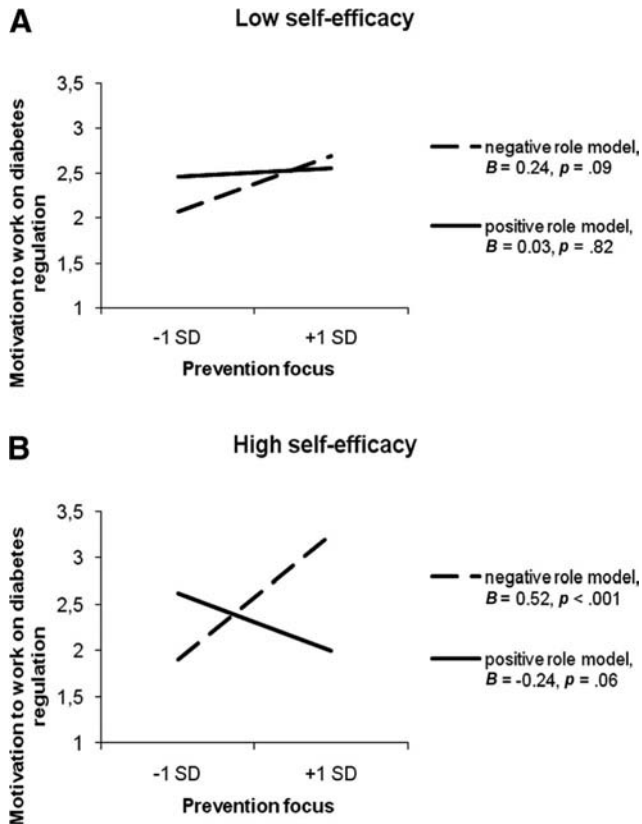 A
Low self-efficacy
Motivation to work on diabetes
regulation
3,5
3
2,5
2
1,5
1
-1 SD
+1 SD
Prevention focus
negative role model,
B = 0.24, p = .09
positive role model,
B = 0.03, p = .82
B
High self-efficacy
Motivation to work on diabetes
regulation
3,5
3
2,5
2
1,5
1
-1 SD
+1 SD
Prevention focus
negative role model,
B = 0.52, p < .001
positive role model,
B = -0.24, p = .06